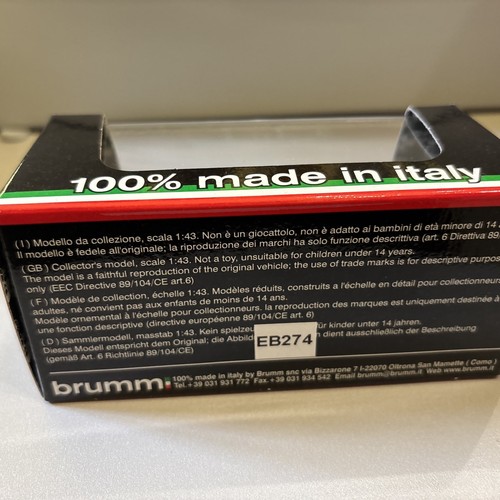 100% made in italy
( I ) Modello da collezione, scala 1:43. Non è un giocattolo, non è adatto ai bambini di età minore di 14
Il modello è fedele all'originale; la riproduzione dei marchi ha solo funzione descrittiva (art. 6 Direttiva 89/
( GB ) Collector's model, scale 1:43. Not a toy, unsuitable for children under 14 years.
The model is a faithful reproduction of the original vehicle; the use of trade marks is for descriptive purpose
only (EEC Directive 89/104/CE art.6)
( F ) Modèle de collection, échelle 1:43. Modèles réduits, construits à l'échelle en détail pour collectionneur
adultes, né convient pas aux enfants de moins de 14 ans.
Modèle ornemental à l'échelle pour collectionneurs. la reproduction des marques est uniquement destinée à
une fonction descriptive (directive européenne 89/104/CE art. 6)
( D ) Sammermodell, masstab 1:43. Kein spielze für kinder unter 14 jahren.
Dieses Modell entspricht dem Original; die Abbild dient ausschließlich der Beschreibung
(gemäß Art. 6 Richtlinie 89/104/CE)
EB274
brumm
100% made in italy by Brumm snc via Bizzarone 7 I-22070 Oltrona San Mamette ( Como )
Tel.+39 031 931 772 Fax.+39 031 934 542 Email brumm@brumm.it Web www.brumm.it